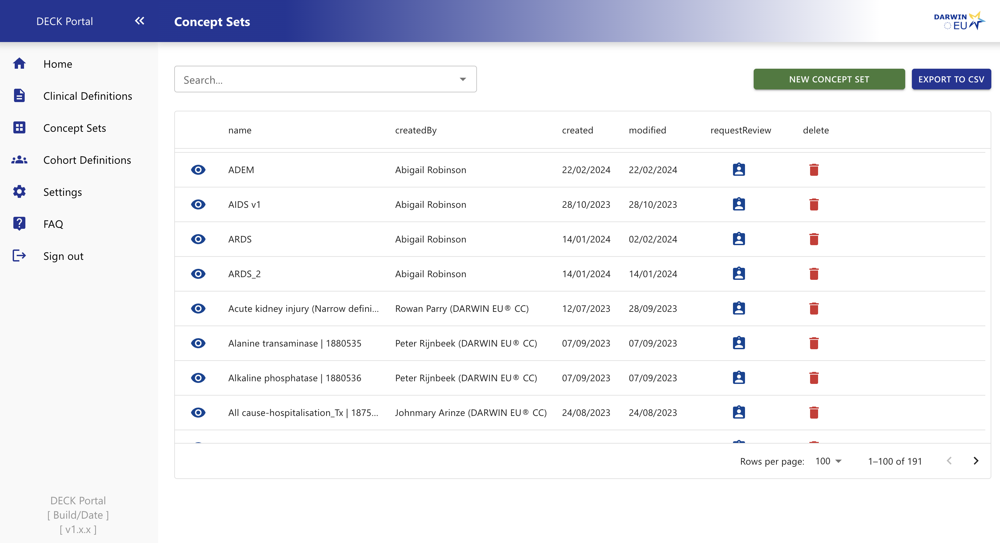 DECK Portal
Concept Sets
DARWIN
EU
Home
Clinical Definitions
Concept Sets
Cohort Definitions
Settings
FAQ
Sign out
DECK Portal
[ Build/Date ]
[ v1.x.x ]
Search...
NEW CONCEPT SET
EXPORT TO CSV
name createdBy created modified requestReview delete
ADEM Abigail Robinson 22/02/2024 22/02/2024
AIDS v1 Abigail Robinson 28/10/2023 28/10/2023
ARDS Abigail Robinson 14/01/2024 02/02/2024
ARDS_2 Abigail Robinson 14/01/2024 14/01/2024
Acute kidney injury (Narrow defini... Rowan Parry (DARWIN EU® CC) 12/07/2023 28/09/2023
Alanine transaminase | 1880535 Peter Rijnbeek (DARWIN EU® CC) 07/09/2023 07/09/2023
Alkaline phosphatase | 1880536 Peter Rijnbeek (DARWIN EU® CC) 07/09/2023 07/09/2023
All cause-hospitalisation_Tx | 1875... Johnmary Arinze (DARWIN EU® CC) 24/08/2023 24/08/2023
Rows per page: 100 1–100 of 191